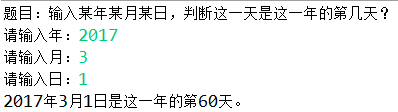 题目：输入某年某月某日，判断这一天是这一年的第几天？
请输入年：2017
请输入月：3
请输入日：1
2017年3月1日是这一年的第60天。